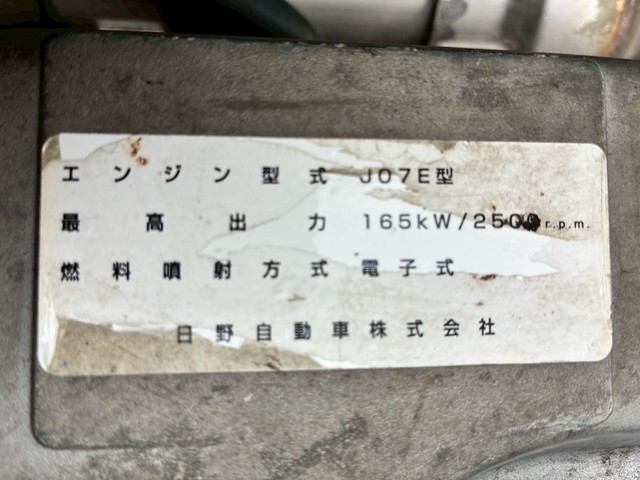 エンジン型式 J07E型
最高出力 165kW/2500r.p.m.
燃料噴射方式 電子式
日野自動車株式会社